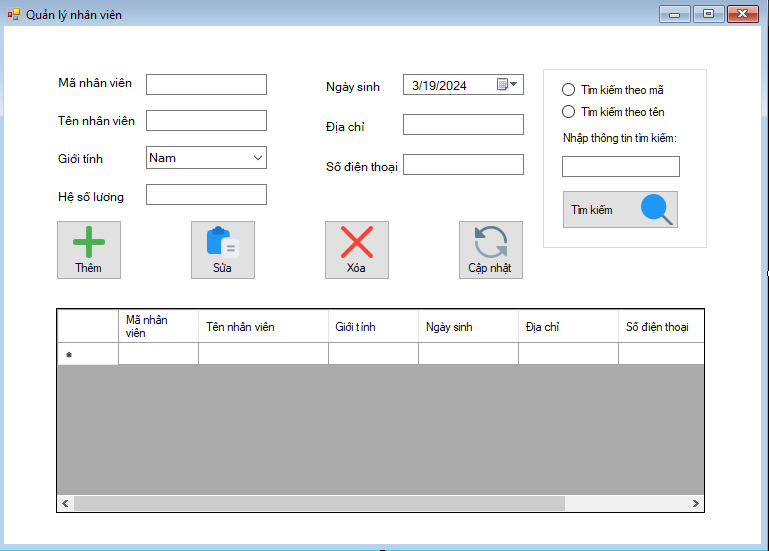 Quản lý nhân viên
Mã nhân viên
Tên nhân viên
Giới tính
Nam
Hệ số lương
Ngày sinh
3/19/2024
Địa chỉ
Số điện thoại
Tìm kiếm theo mã
Tìm kiếm theo tên
Nhập thông tin tìm kiếm:
Tìm kiếm
Thêm
Sửa
Xóa
Cập nhật
Mã nhân
viên
Tên nhân viên
Giới tính
Ngày sinh
Địa chỉ
Số điện thoại